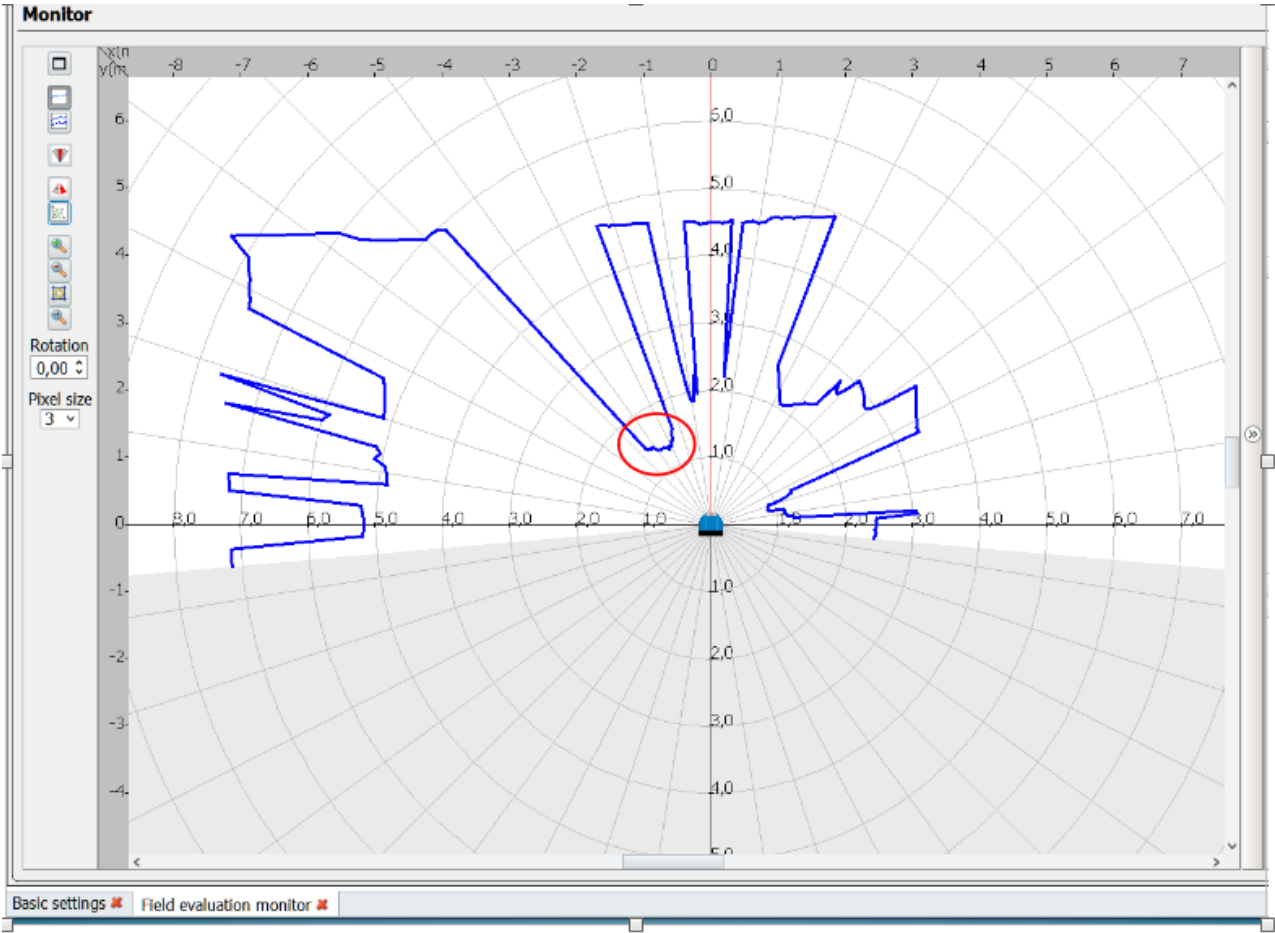 Monitor
x(m
y(m
-8 -7 -6 -5 -4 -3 -2 -1 0 1 2 3 4 5 6 7
6
5
4
3
2
1
0
-1
-2
-3
-4
6,0
5,0
4,0
3,0
2,0
1,0
8,0 7,0 6,0 5,0 4,0 3,0 2,0 1,0 1,0 2,0 3,0 4,0 5,0 6,0 7,0
1,0
2,0
3,0
4,0
5,0
Rotation
0,00
Pixel size
3
Basic settings
Field evaluation monitor